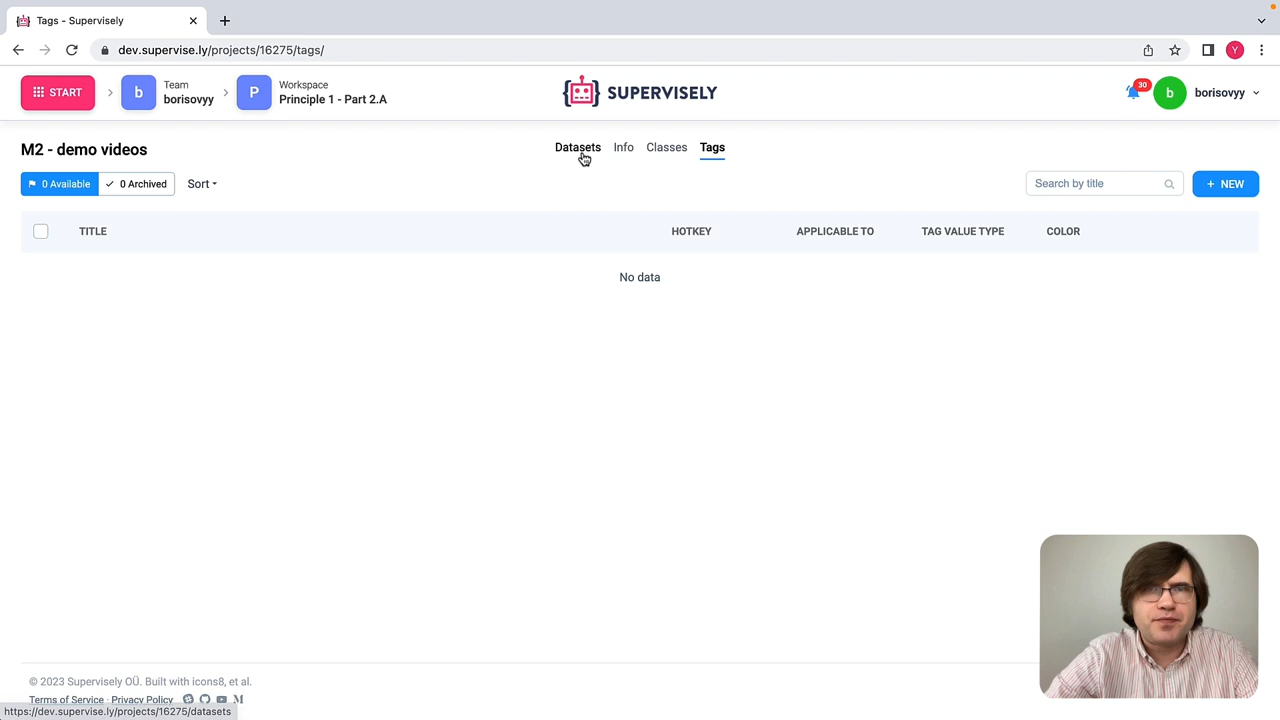 Tags - Supervisely
dev.supervise.ly/projects/16275/tags/
Y
START
b
Team
borisovyy
P
Workspace
Principle 1 - Part 2.A
SUPERVISELY
30
b
borisovyy
M2 - demo videos
Datasets
Info
Classes
Tags
0 Available
0 Archived
Sort
Search by title
+ NEW
TITLE
HOTKEY
APPLICABLE TO
TAG VALUE TYPE
COLOR
No data
© 2023 Supervisely OÜ. Built with icons8, et al.
Terms of Service · Privacy Policy
https://dev.supervise.ly/projects/16275/datasets